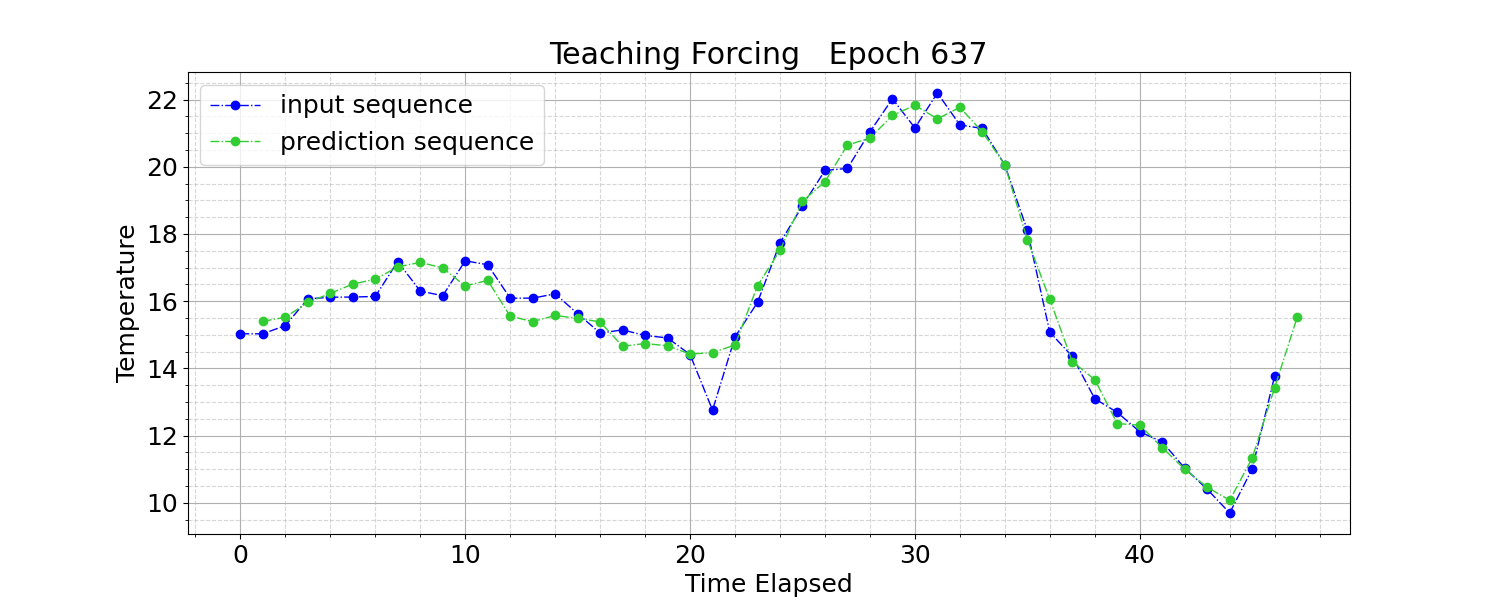 Teaching Forcing   Epoch 637
input sequence
prediction sequence
Temperature
22
20
18
16
14
12
10
0 10 20 30 40
Time Elapsed